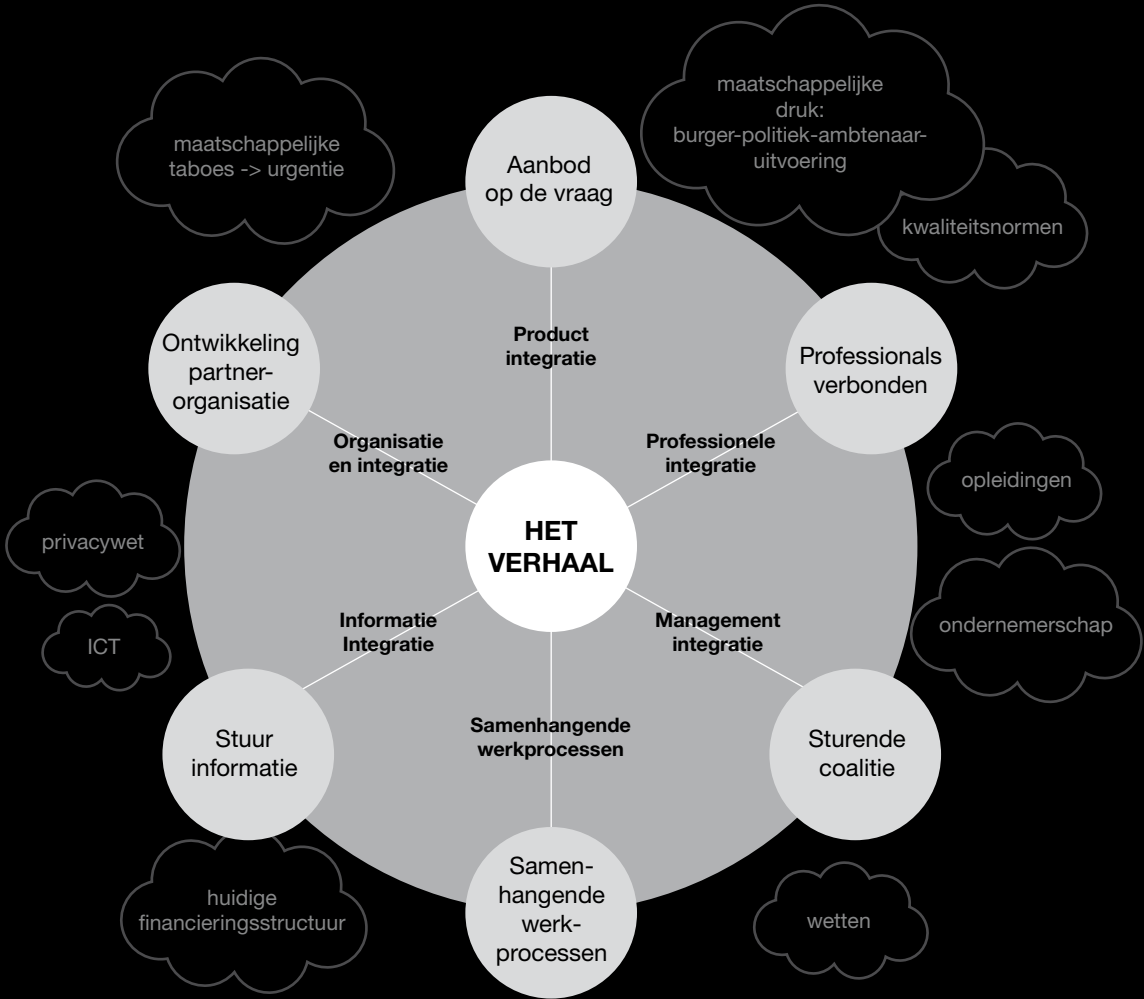 maatschappelijke
taboes -> urgentie
Aanbod
op de vraag
maatschappelijke
druk:
burger-politiek-ambtenaar-
uitvoering
kwaliteitsnormen
Ontwikkeling
partner-
organisatie
Product
integratie
Professionals
verbonden
Organisatie
en integratie
Professionele
integratie
opleidingen
privacywet
HET
VERHAAL
ICT
Informatie
Integratie
Management
integratie
ondernemerschap
Stuur
informatie
Samenhangende
werkprocessen
Sturende
coalitie
huidige
financieringsstructuur
Samen-
hangende
werk-
processen
wetten